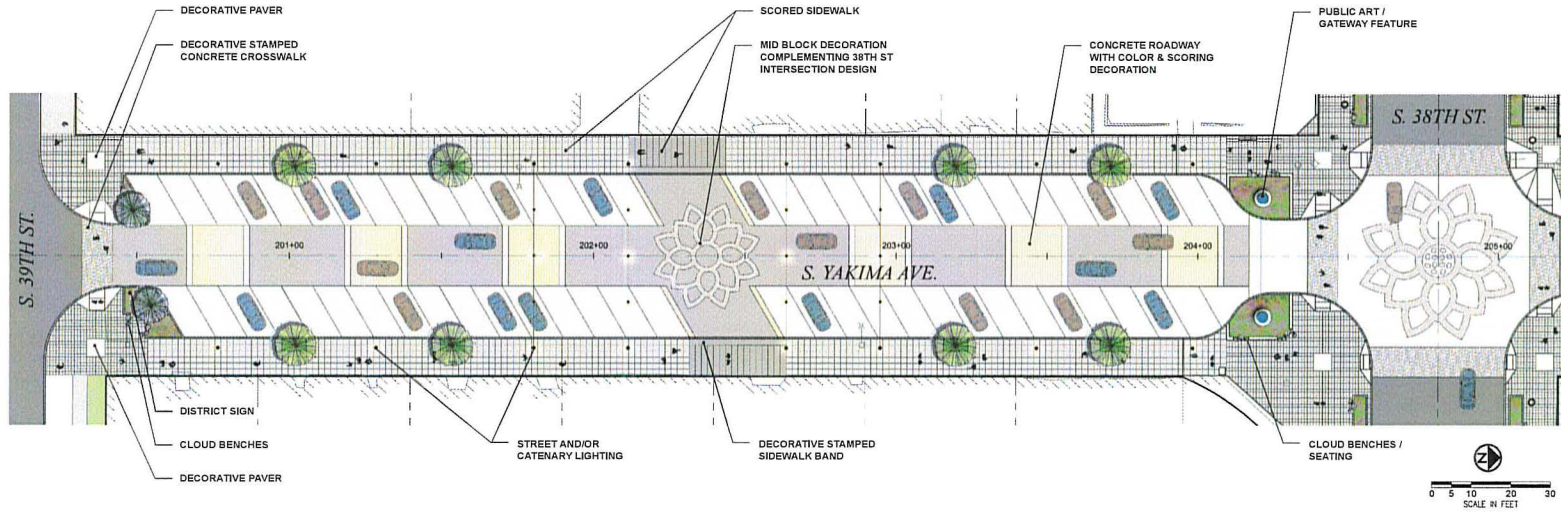 DECORATIVE PAVER
DECORATIVE STAMPED
CONCRETE CROSSWALK
SCORED SIDEWALK
MID BLOCK DECORATION
COMPLEMENTING 38TH ST
INTERSECTION DESIGN
CONCRETE ROADWAY
WITH COLOR & SCORING
DECORATION
PUBLIC ART /
GATEWAY FEATURE
S. 38TH ST.
S. 39TH ST.
201+00
202+00
203+00
204+00
205+00
S. YAKIMA AVE.
DISTRICT SIGN
CLOUD BENCHES
DECORATIVE PAVER
STREET AND/OR
CATENARY LIGHTING
DECORATIVE STAMPED
SIDEWALK BAND
CLOUD BENCHES /
SEATING
Z
0 5 10 20 30
SCALE IN FEET